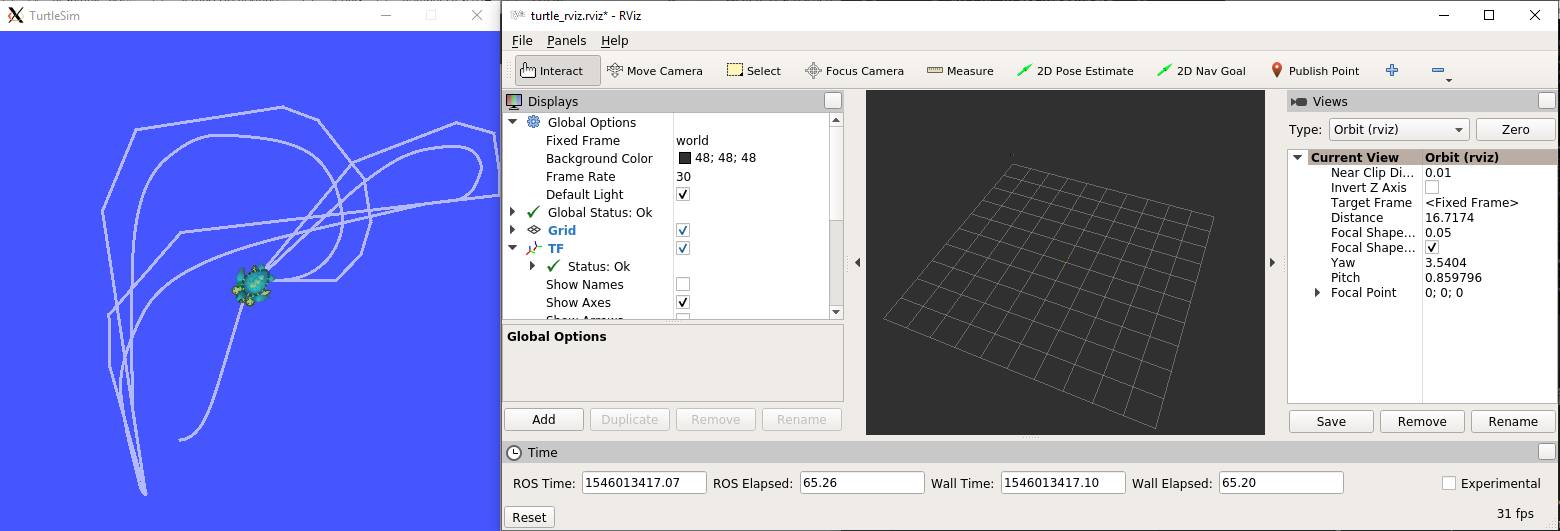 TurtleSim
turtle_rviz.rviz* - RViz
File Panels Help
Interact Move Camera Select Focus Camera Measure 2D Pose Estimate 2D Nav Goal Publish Point
Displays
Global Options
Fixed Frame world
Background Color 48; 48; 48
Frame Rate 30
Default Light
Global Status: Ok
Grid
TF
Status: Ok
Show Names
Show Axes
Show Arrows
Global Options
Add Duplicate Remove Rename
Views
Type: Orbit (rviz) Zero
Current View Orbit (rviz)
Near Clip Di... 0.01
Invert Z Axis
Target Frame <Fixed Frame>
Distance 16.7174
Focal Shape... 0.05
Focal Shape...
Yaw 3.5404
Pitch 0.859796
Focal Point 0; 0; 0
Save Remove Rename
Time
ROS Time: 1546013417.07 ROS Elapsed: 65.26 Wall Time: 1546013417.10 Wall Elapsed: 65.20 Experimental
Reset 31 fps